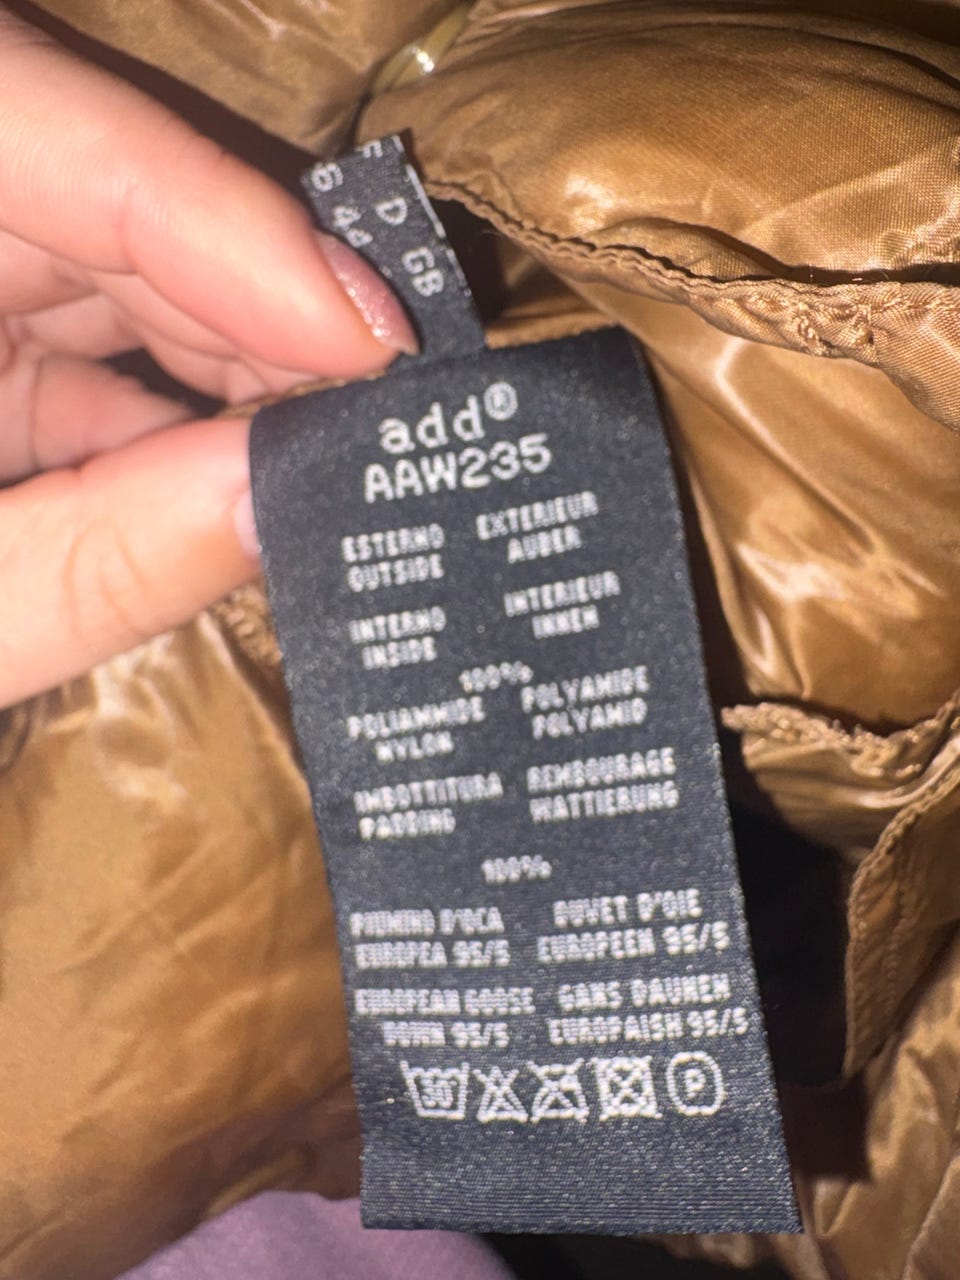 D GB
44
add®
AAW235
ESTERNO EXTERIEUR
OUTSIDE AUßER
INTERNO INTERIEUR
INSIDE INNEN
100%
POLIAMMIDE POLYAMIDE
NYLON POLYAMID
IMBOTTITURA REMBOURAGE
PADDING WATTIERUNG
100%
PIUMINO D'OCA DUVET D'OIE
EUROPEA 95/5 EUROPEEN 95/5
EUROPEAN GOOSE GANS DAUNEN
DOWN 95/5 EUROPAISH 95/5
30° P